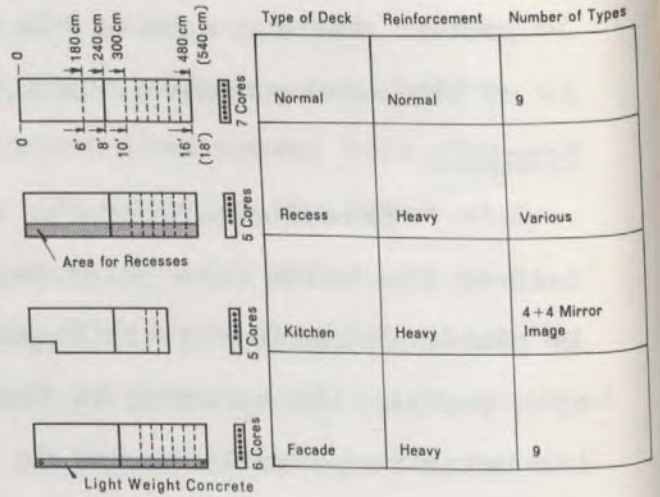 Type of Deck Reinforcement Number of Types
0 180 cm 240 cm 300 cm 480 cm (540 cm)
0 6' 8' 10' 16' (18')
7 Cores
Normal Normal 9
5 Cores
Recess Heavy Various
Area for Recesses
5 Cores
Kitchen Heavy 4+4 Mirror
Image
6 Cores
Facade Heavy 9
Light Weight Concrete